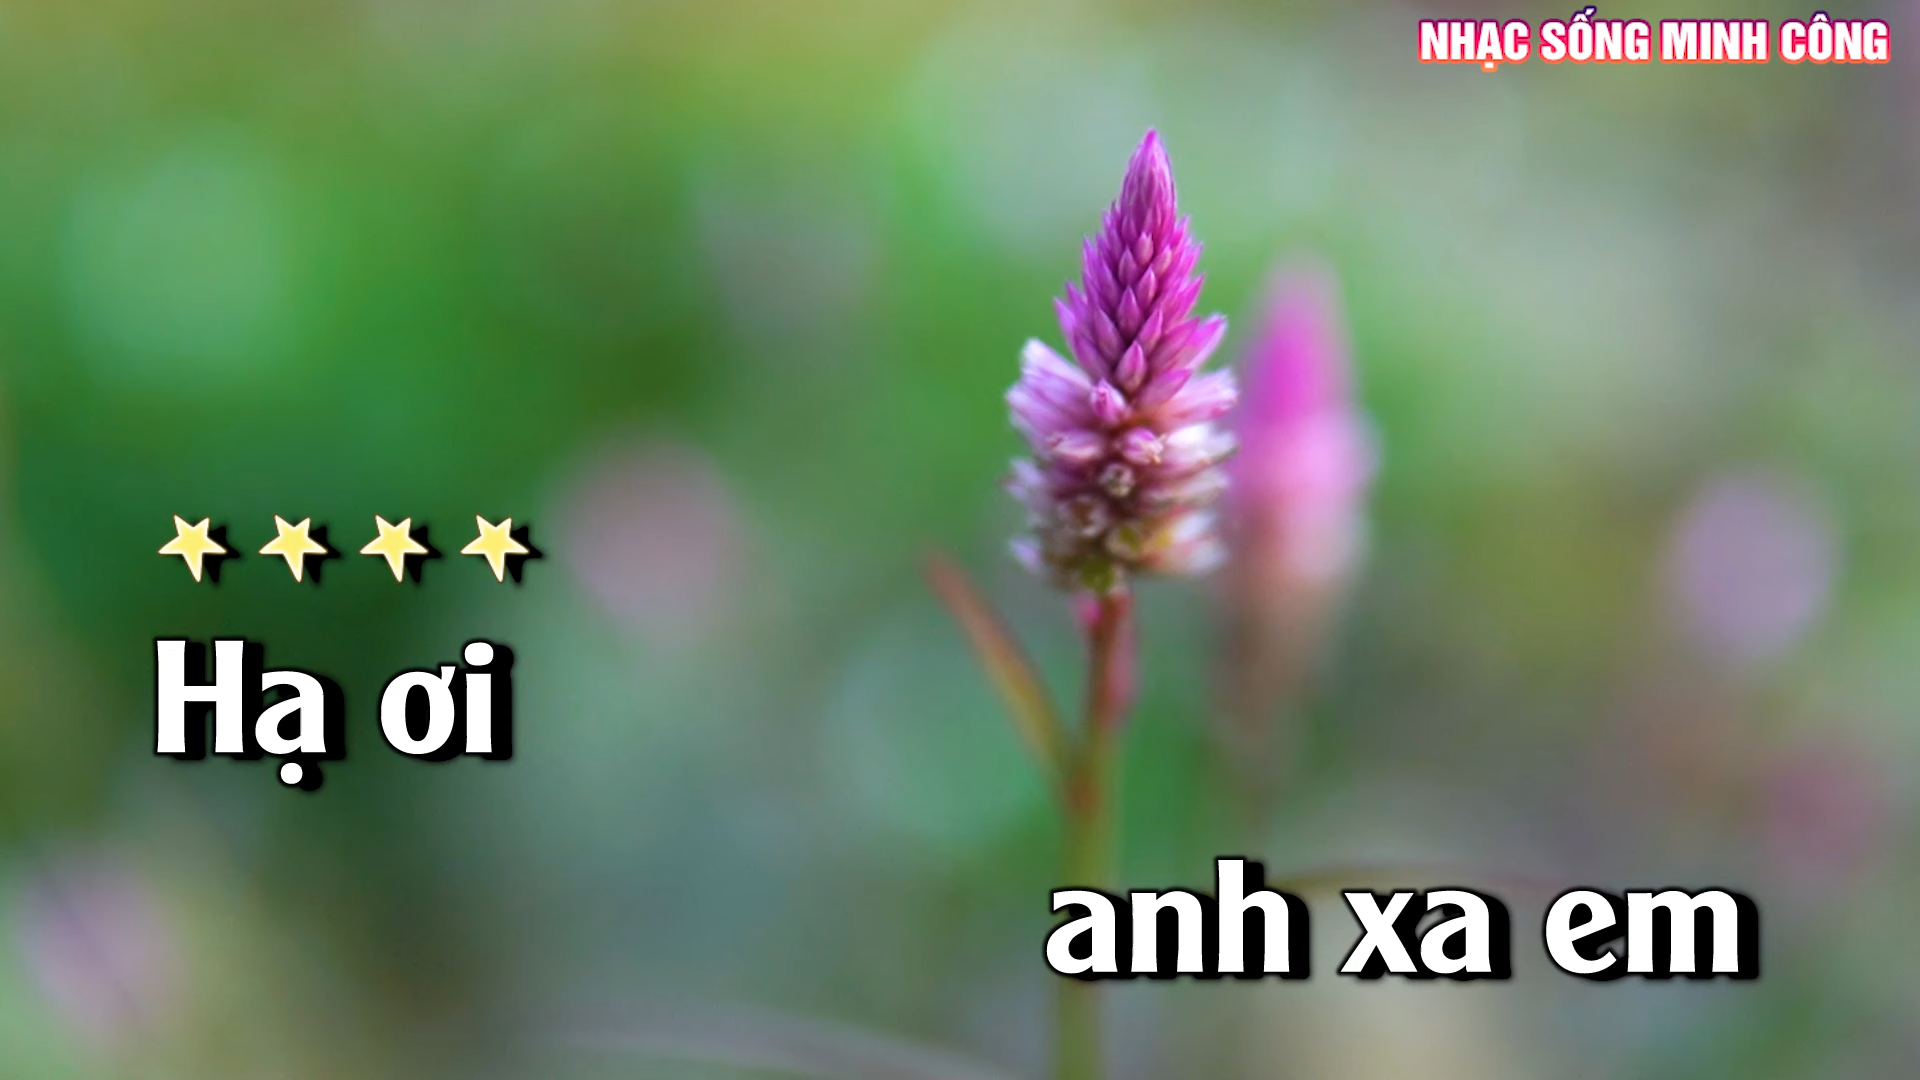 NHẠC SỐNG MINH CÔNG
Hạ ơi
anh xa em